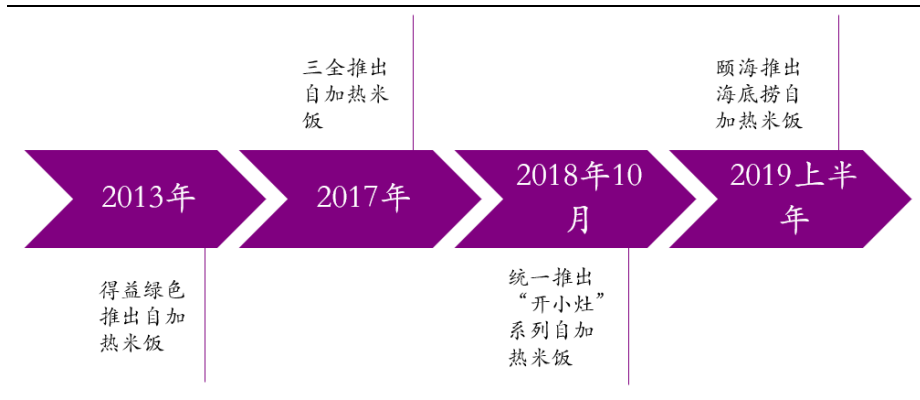 三全推出
自加热米
饭
颐海推出
海底捞自
加热米饭
2013年
2017年
2018年10
月
2019上半
年
得益绿色
推出自加
热米饭
统一推出
“开小灶”
系列自加
热米饭